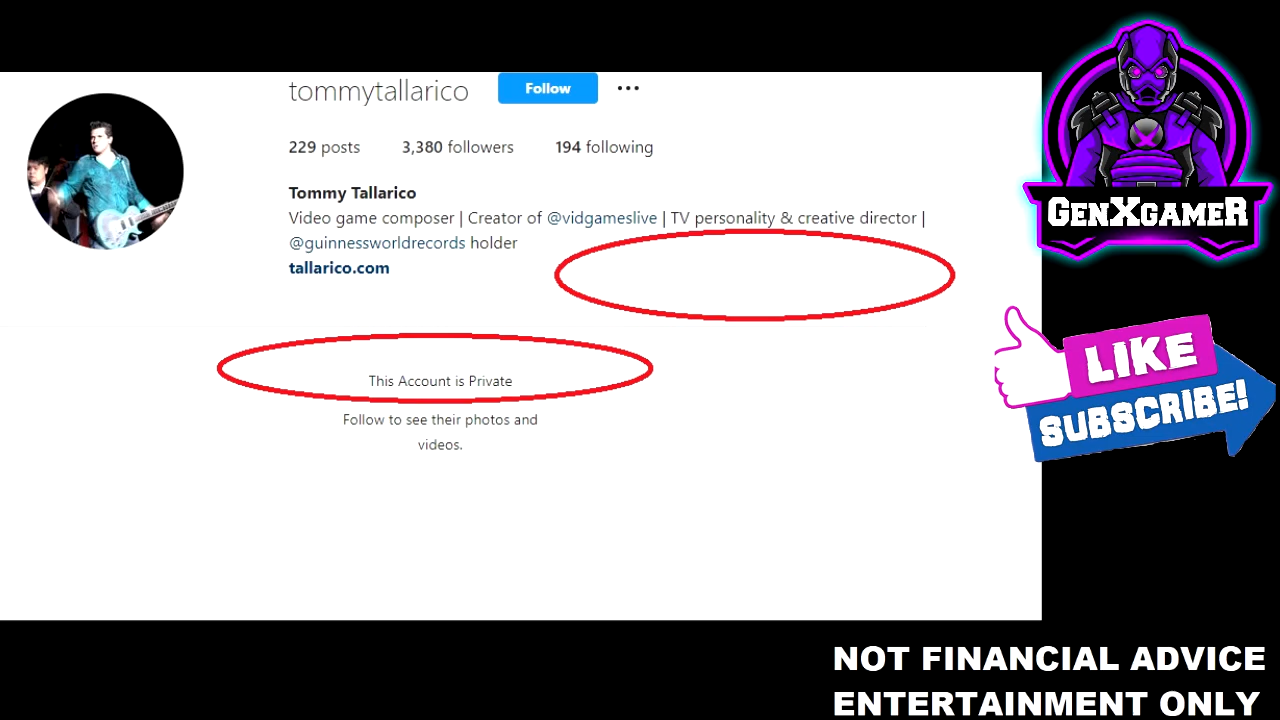 tommytallarico Follow
229 posts 3,380 followers 194 following
Tommy Tallarico
Video game composer | Creator of @vidgameslive | TV personality & creative director |
@guinnessworldrecords holder
tallarico.com
This Account is Private
Follow to see their photos and
videos.
GENXGAMER
LIKE
SUBSCRIBE!
NOT FINANCIAL ADVICE
ENTERTAINMENT ONLY